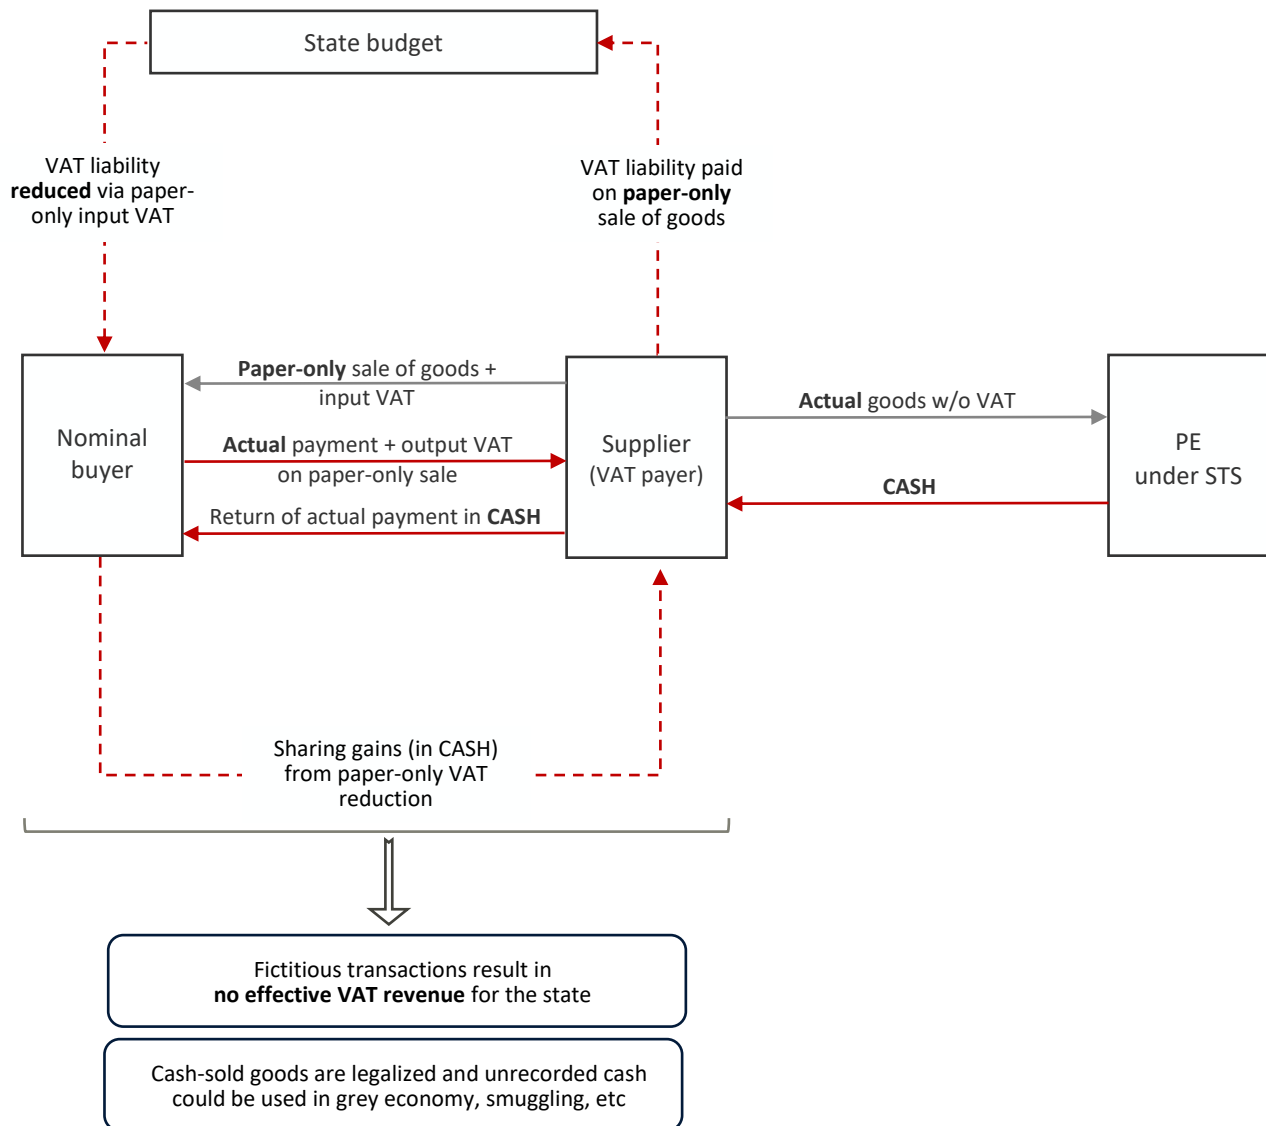 State budget
VAT liability
reduced via paper-
only input VAT
VAT liability paid
on paper-only
sale of goods
Nominal
buyer
Paper-only sale of goods +
input VAT
Actual payment + output VAT
on paper-only sale
Return of actual payment in CASH
Supplier
(VAT payer)
Actual goods w/o VAT
CASH
PE
under STS
Sharing gains (in CASH)
from paper-only VAT
reduction
Fictitious transactions result in
no effective VAT revenue for the state
Cash-sold goods are legalized and unrecorded cash
could be used in grey economy, smuggling, etc